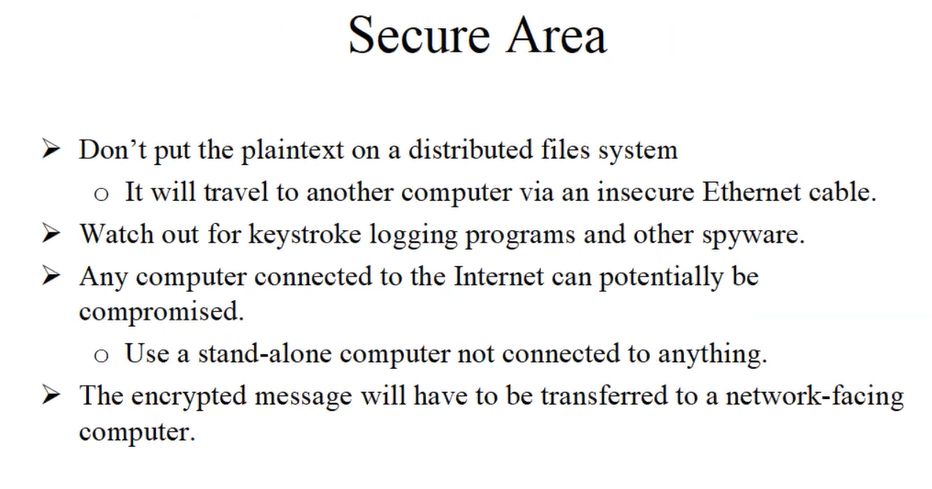 Secure Area
➢ Don’t put the plaintext on a distributed files system
o It will travel to another computer via an insecure Ethernet cable.
➢ Watch out for keystroke logging programs and other spyware.
➢ Any computer connected to the Internet can potentially be
compromised.
o Use a stand-alone computer not connected to anything.
➢ The encrypted message will have to be transferred to a network-facing
computer.